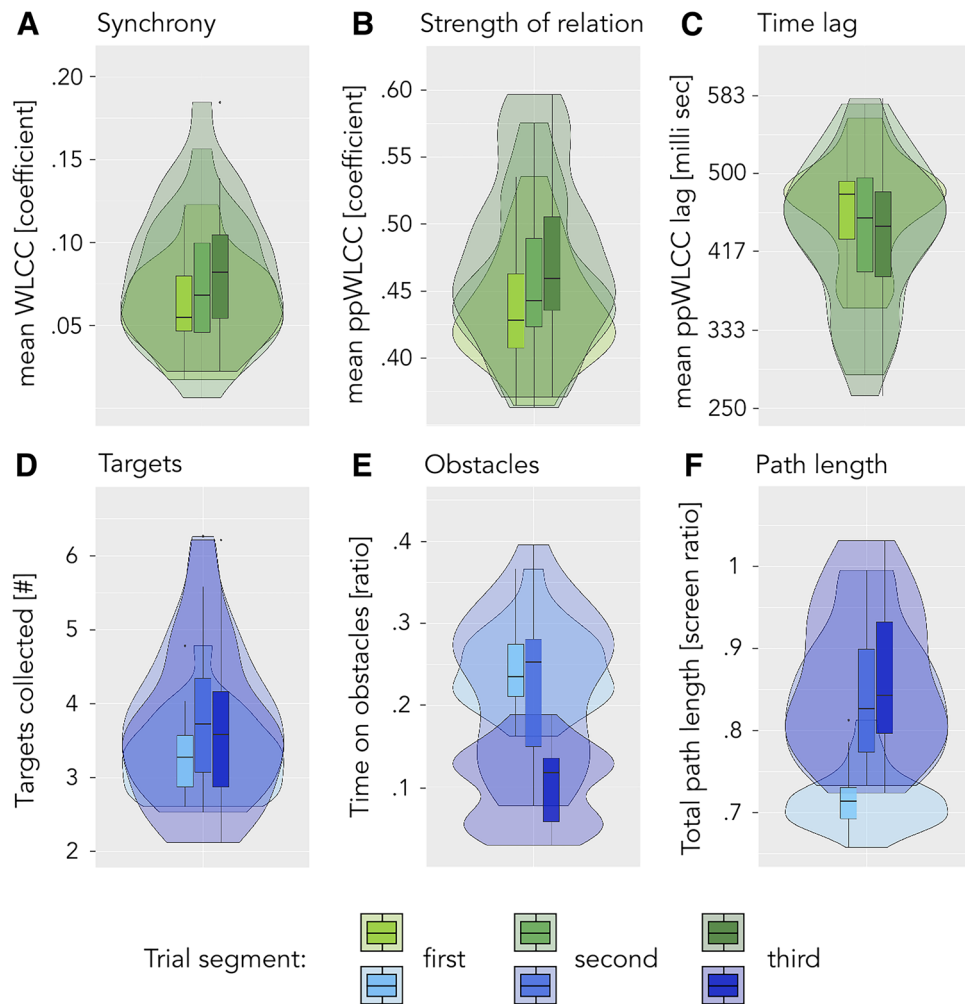 A Synchrony
mean WLCC [coefficient]
.20
.15
.10
.05
B Strength of relation
mean ppWLCC [coefficient]
.60
.55
.50
.45
.40
C Time lag
mean ppWLCC lag [milli sec]
583
500
417
333
250
D Targets
Targets collected [#]
6
5
4
3
2
E Obstacles
Time on obstacles [ratio]
.4
.3
.2
.1
F Path length
Total path length [screen ratio]
1
.9
.8
.7
Trial segment: first second third